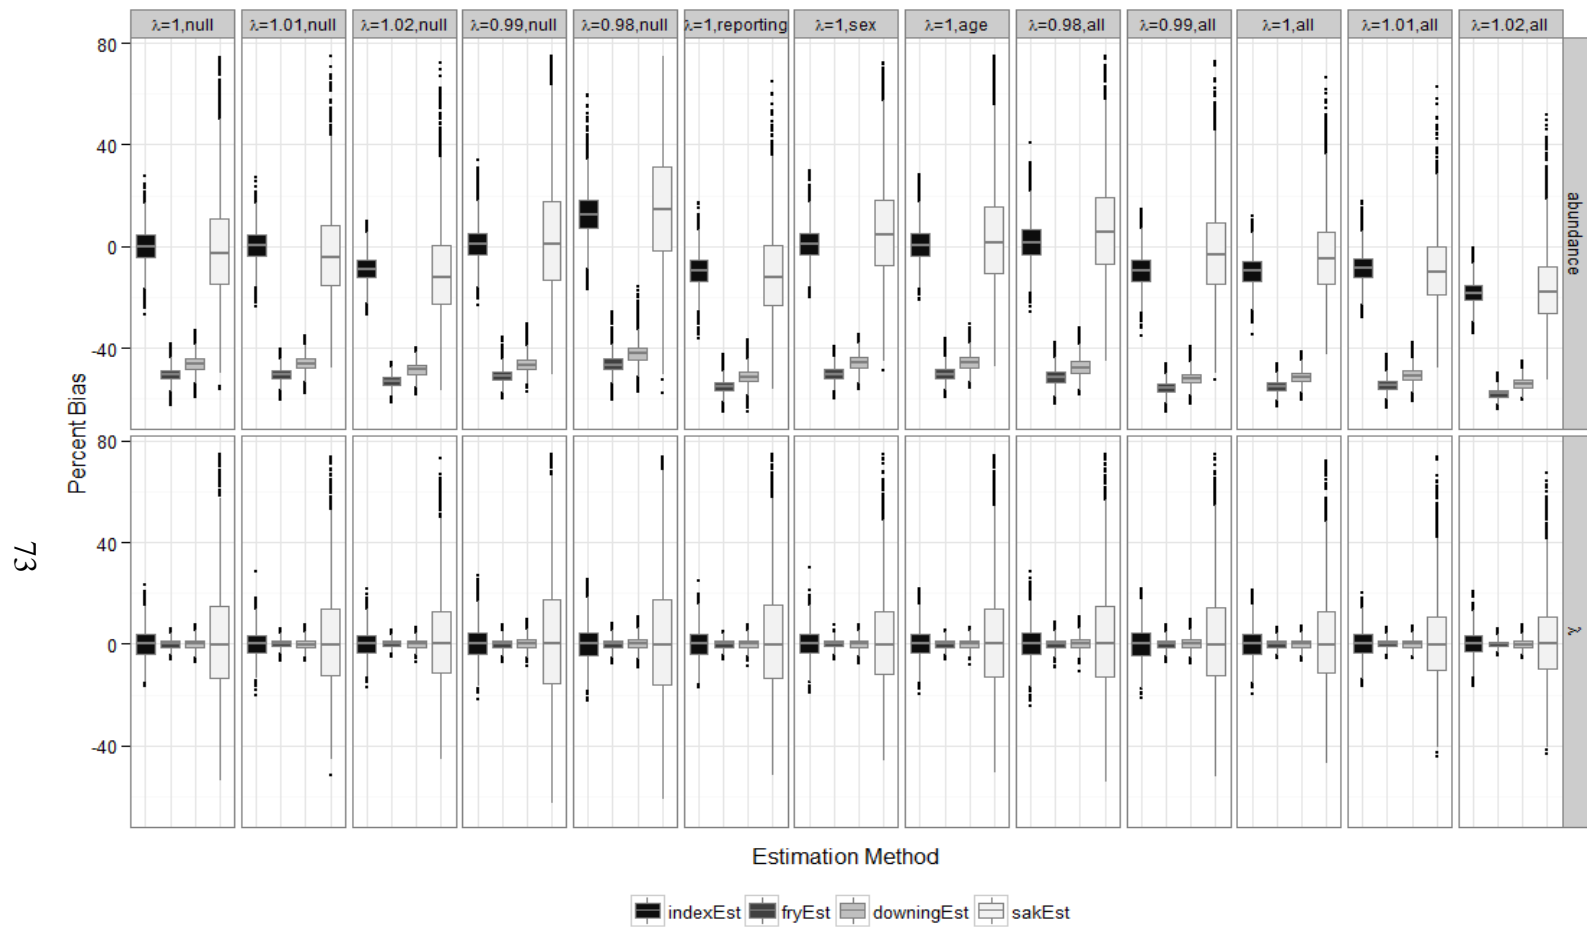 λ=1,null
λ=1.01,null
λ=1.02,null
λ=0.99,null
λ=0.98,null
λ=1,reporting
λ=1,sex
λ=1,age
λ=0.98,all
λ=0.99,all
λ=1,all
λ=1.01,all
λ=1.02,all
80
40
0
-40
abundance
Percent Bias
80
40
0
-40
λ
73
Estimation Method
indexEst fryEst downingEst sakEst